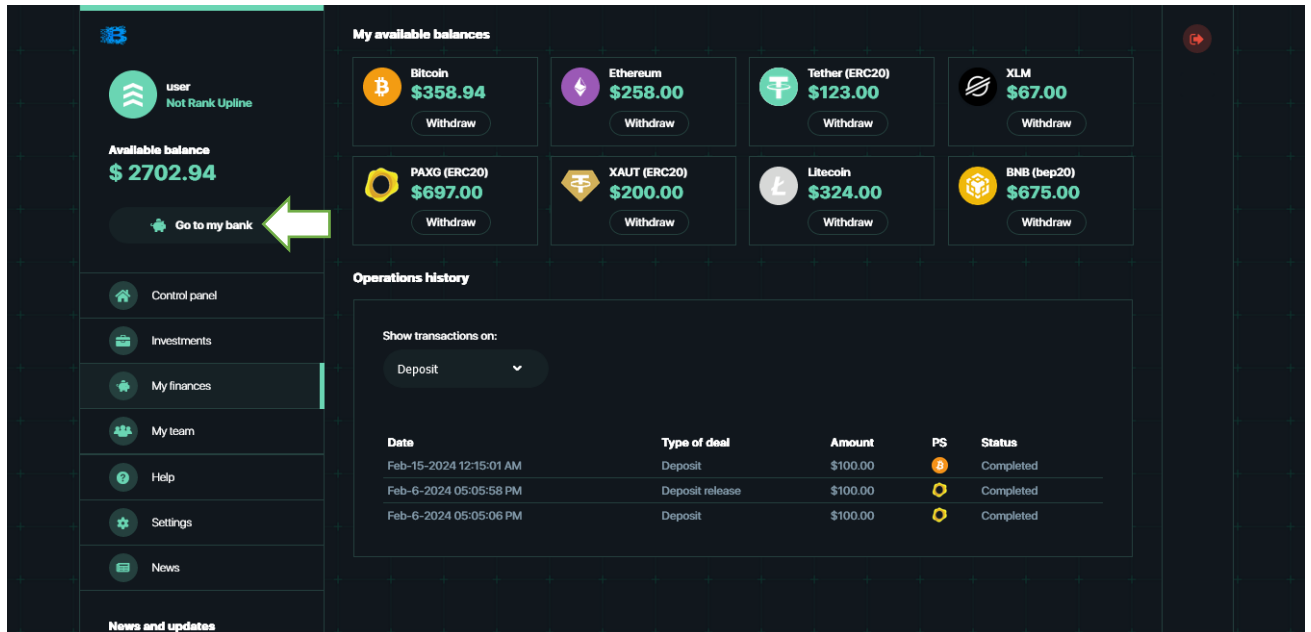 user
Not Rank Upline
Available balance
$ 2702.94
Go to my bank
Control panel
Investments
My finances
My team
Help
Settings
News
News and updates
My available balances
Bitcoin
$358.94
Withdraw
Ethereum
$258.00
Withdraw
Tether (ERC20)
$123.00
Withdraw
XLM
$67.00
Withdraw
PAXG (ERC20)
$697.00
Withdraw
XAUT (ERC20)
$200.00
Withdraw
Litecoin
$324.00
Withdraw
BNB (bep20)
$675.00
Withdraw
Operations history
Show transactions on:
Deposit
Date Type of deal Amount PS Status
Feb-15-2024 12:15:01 AM Deposit $100.00 Completed
Feb-6-2024 05:05:58 PM Deposit release $100.00 Completed
Feb-6-2024 05:05:06 PM Deposit $100.00 Completed